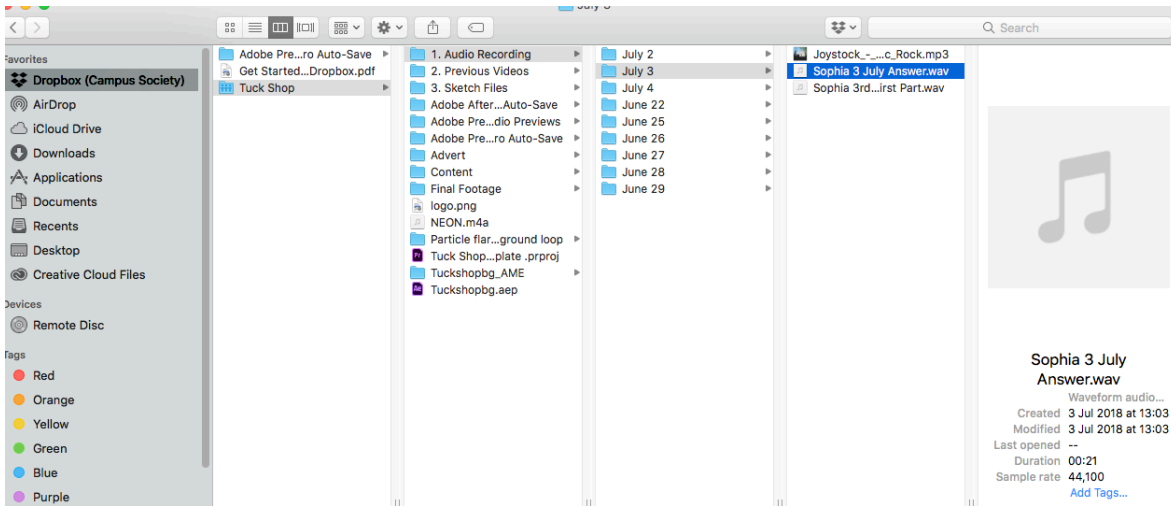 July 3
Search
Favorites
Dropbox (Campus Society)
AirDrop
iCloud Drive
Downloads
Applications
Documents
Recents
Desktop
Creative Cloud Files
Devices
Remote Disc
Tags
Red
Orange
Yellow
Green
Blue
Purple
Adobe Pre...ro Auto-Save
Get Started...Dropbox.pdf
Tuck Shop
1. Audio Recording
2. Previous Videos
3. Sketch Files
Adobe After...Auto-Save
Adobe Pre...dio Previews
Adobe Pre...ro Auto-Save
Advert
Content
Final Footage
logo.png
NEON.m4a
Particle flar...ground loop
Tuck Shop...plate .prproj
Tuckshopbg_AME
Tuckshopbg.aep
July 2
July 3
July 4
June 22
June 25
June 26
June 27
June 28
June 29
Joystock_-_...c_Rock.mp3
Sophia 3 July Answer.wav
Sophia 3rd...irst Part.wav
Sophia 3 July
Answer.wav
Waveform audio...
Created 3 Jul 2018 at 13:03
Modified 3 Jul 2018 at 13:03
Last opened --
Duration 00:21
Sample rate 44,100
Add Tags...